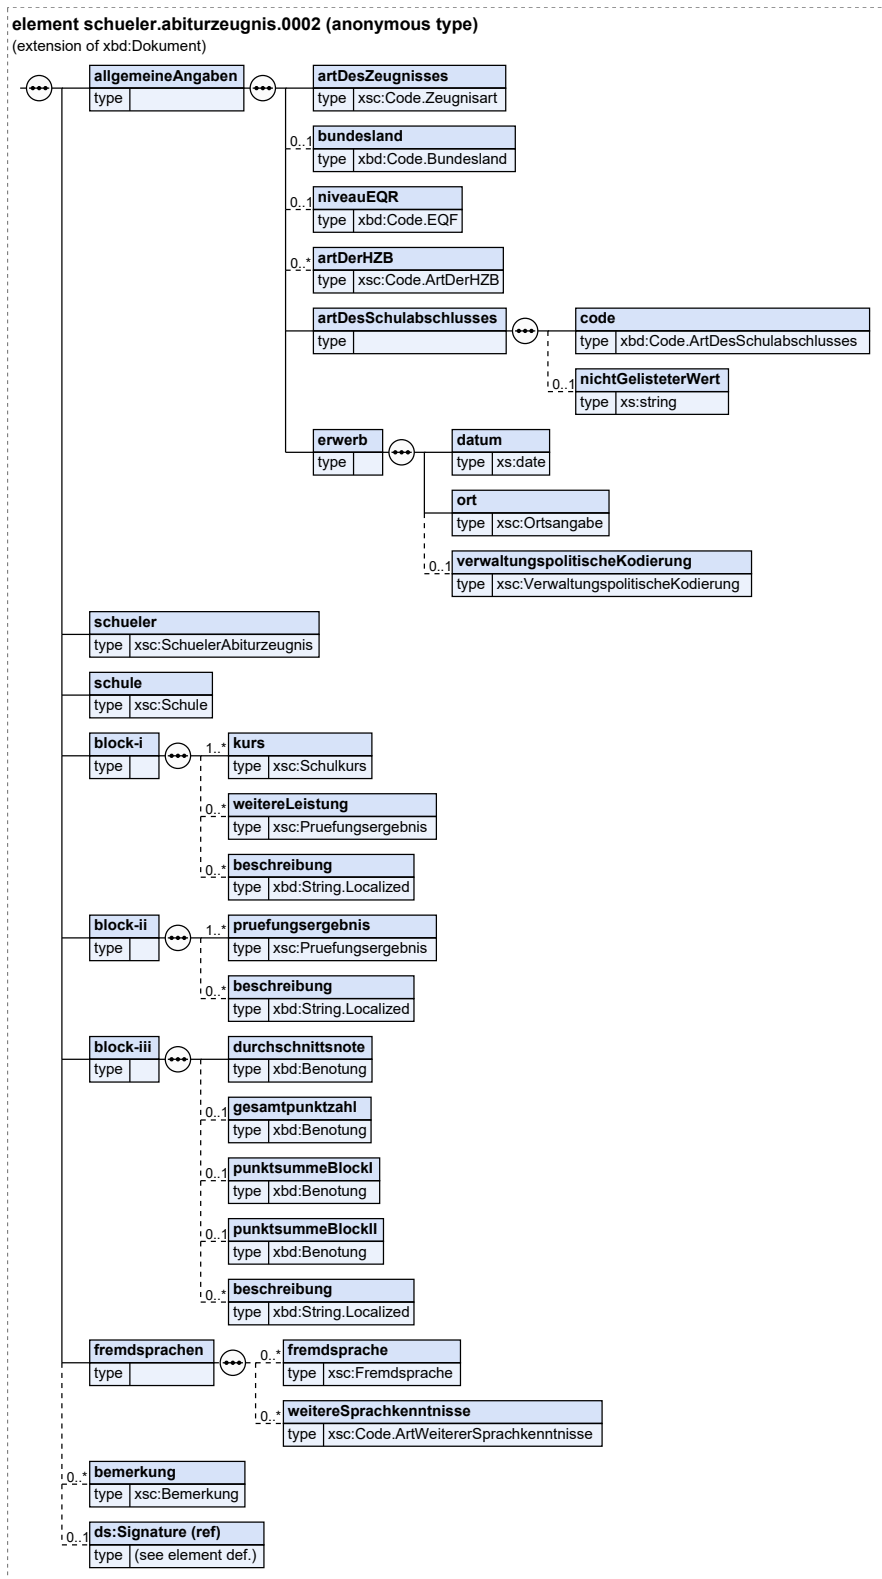 element schueler.abiturzeugnis.0002 (anonymous type)
(extension of xbd:Dokument)
allgemeineAngaben
type
artDesZeugnisses
type xsc:Code.Zeugnisart
0..1 bundesland
type xbd:Code.Bundesland
0..1 niveauEQR
type xbd:Code.EQF
0..* artDerHZB
type xsc:Code.ArtDerHZB
artDesSchulabschlusses
type
code
type xbd:Code.ArtDesSchulabschlusses
0..1 nichtGelisteterWert
type xs:string
erwerb
type
datum
type xs:date
ort
type xsc:Ortsangabe
0..1 verwaltungspolitischeKodierung
type xsc:VerwaltungspolitischeKodierung
schueler
type xsc:SchuelerAbiturzeugnis
schule
type xsc:Schule
block-i
type
1..* kurs
type xsc:Schulkurs
0..* weitereLeistung
type xsc:Pruefungsergebnis
0..* beschreibung
type xbd:String.Localized
block-ii
type
1..* pruefungsergebnis
type xsc:Pruefungsergebnis
0..* beschreibung
type xbd:String.Localized
block-iii
type
durchschnittsnote
type xbd:Benotung
0..1 gesamtpunktzahl
type xbd:Benotung
0..1 punktsummeBlockI
type xbd:Benotung
0..1 punktsummeBlockII
type xbd:Benotung
0..* beschreibung
type xbd:String.Localized
fremdsprachen
type
0..* fremdsprache
type xsc:Fremdsprache
0..* weitereSprachkenntnisse
type xsc:Code.ArtWeitererSprachkenntnisse
0..* bemerkung
type xsc:Bemerkung
0..1 ds:Signature (ref)
type (see element def.)